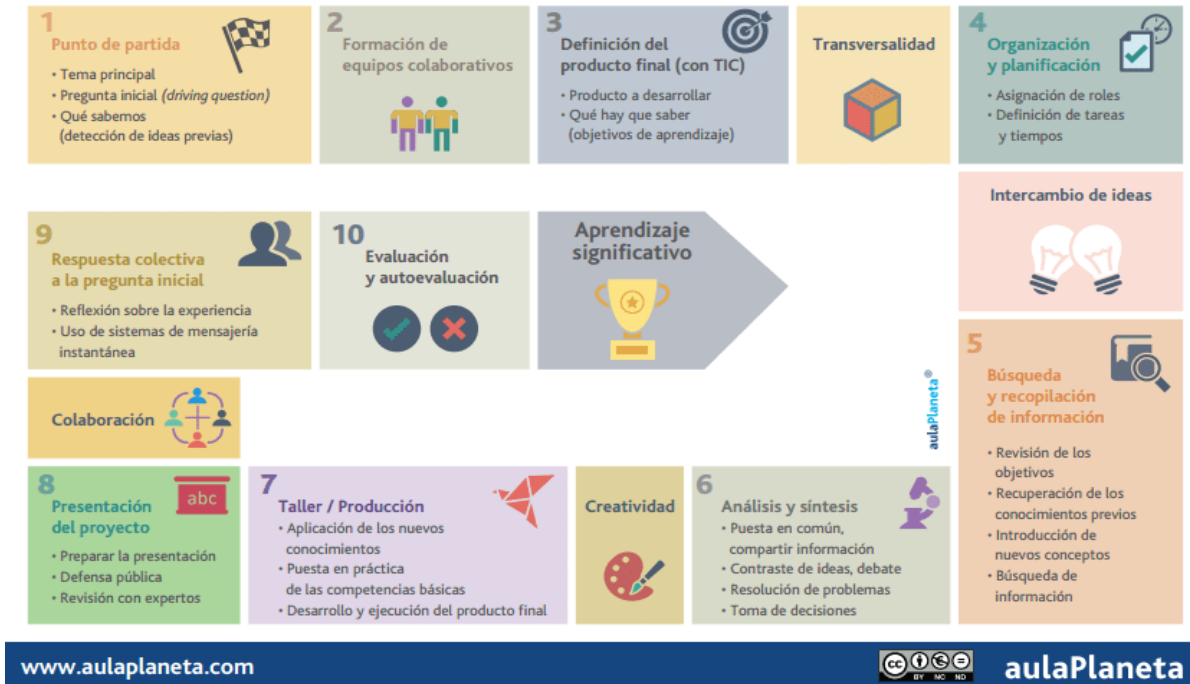 1
Punto de partida
• Tema principal
• Pregunta inicial (driving question)
• Qué sabemos
(detección de ideas previas)
2
Formación de
equipos colaborativos
3
Definición del
producto final (con TIC)
• Producto a desarrollar
• Qué hay que saber
(objetivos de aprendizaje)
Transversalidad
4
Organización
y planificación
• Asignación de roles
• Definición de tareas
y tiempos
Intercambio de ideas
5
Búsqueda
y recopilación
de información
• Revisión de los
objetivos
• Recuperación de los
conocimientos previos
• Introducción de
nuevos conceptos
• Búsqueda de
información
6
Análisis y síntesis
• Puesta en común,
compartir información
• Contraste de ideas, debate
• Resolución de problemas
• Toma de decisiones
Creatividad
7
Taller / Producción
• Aplicación de los nuevos
conocimientos
• Puesta en práctica
de las competencias básicas
• Desarrollo y ejecución del producto final
8
abc
Presentación
del proyecto
• Preparar la presentación
• Defensa pública
• Revisión con expertos
Colaboración
9
Respuesta colectiva
a la pregunta inicial
• Reflexión sobre la experiencia
• Uso de sistemas de mensajería
instantánea
10
Evaluación
y autoevaluación
Aprendizaje
significativo
aulaPlaneta®
www.aulaplaneta.com
cc
BY NC ND
aulaPlaneta